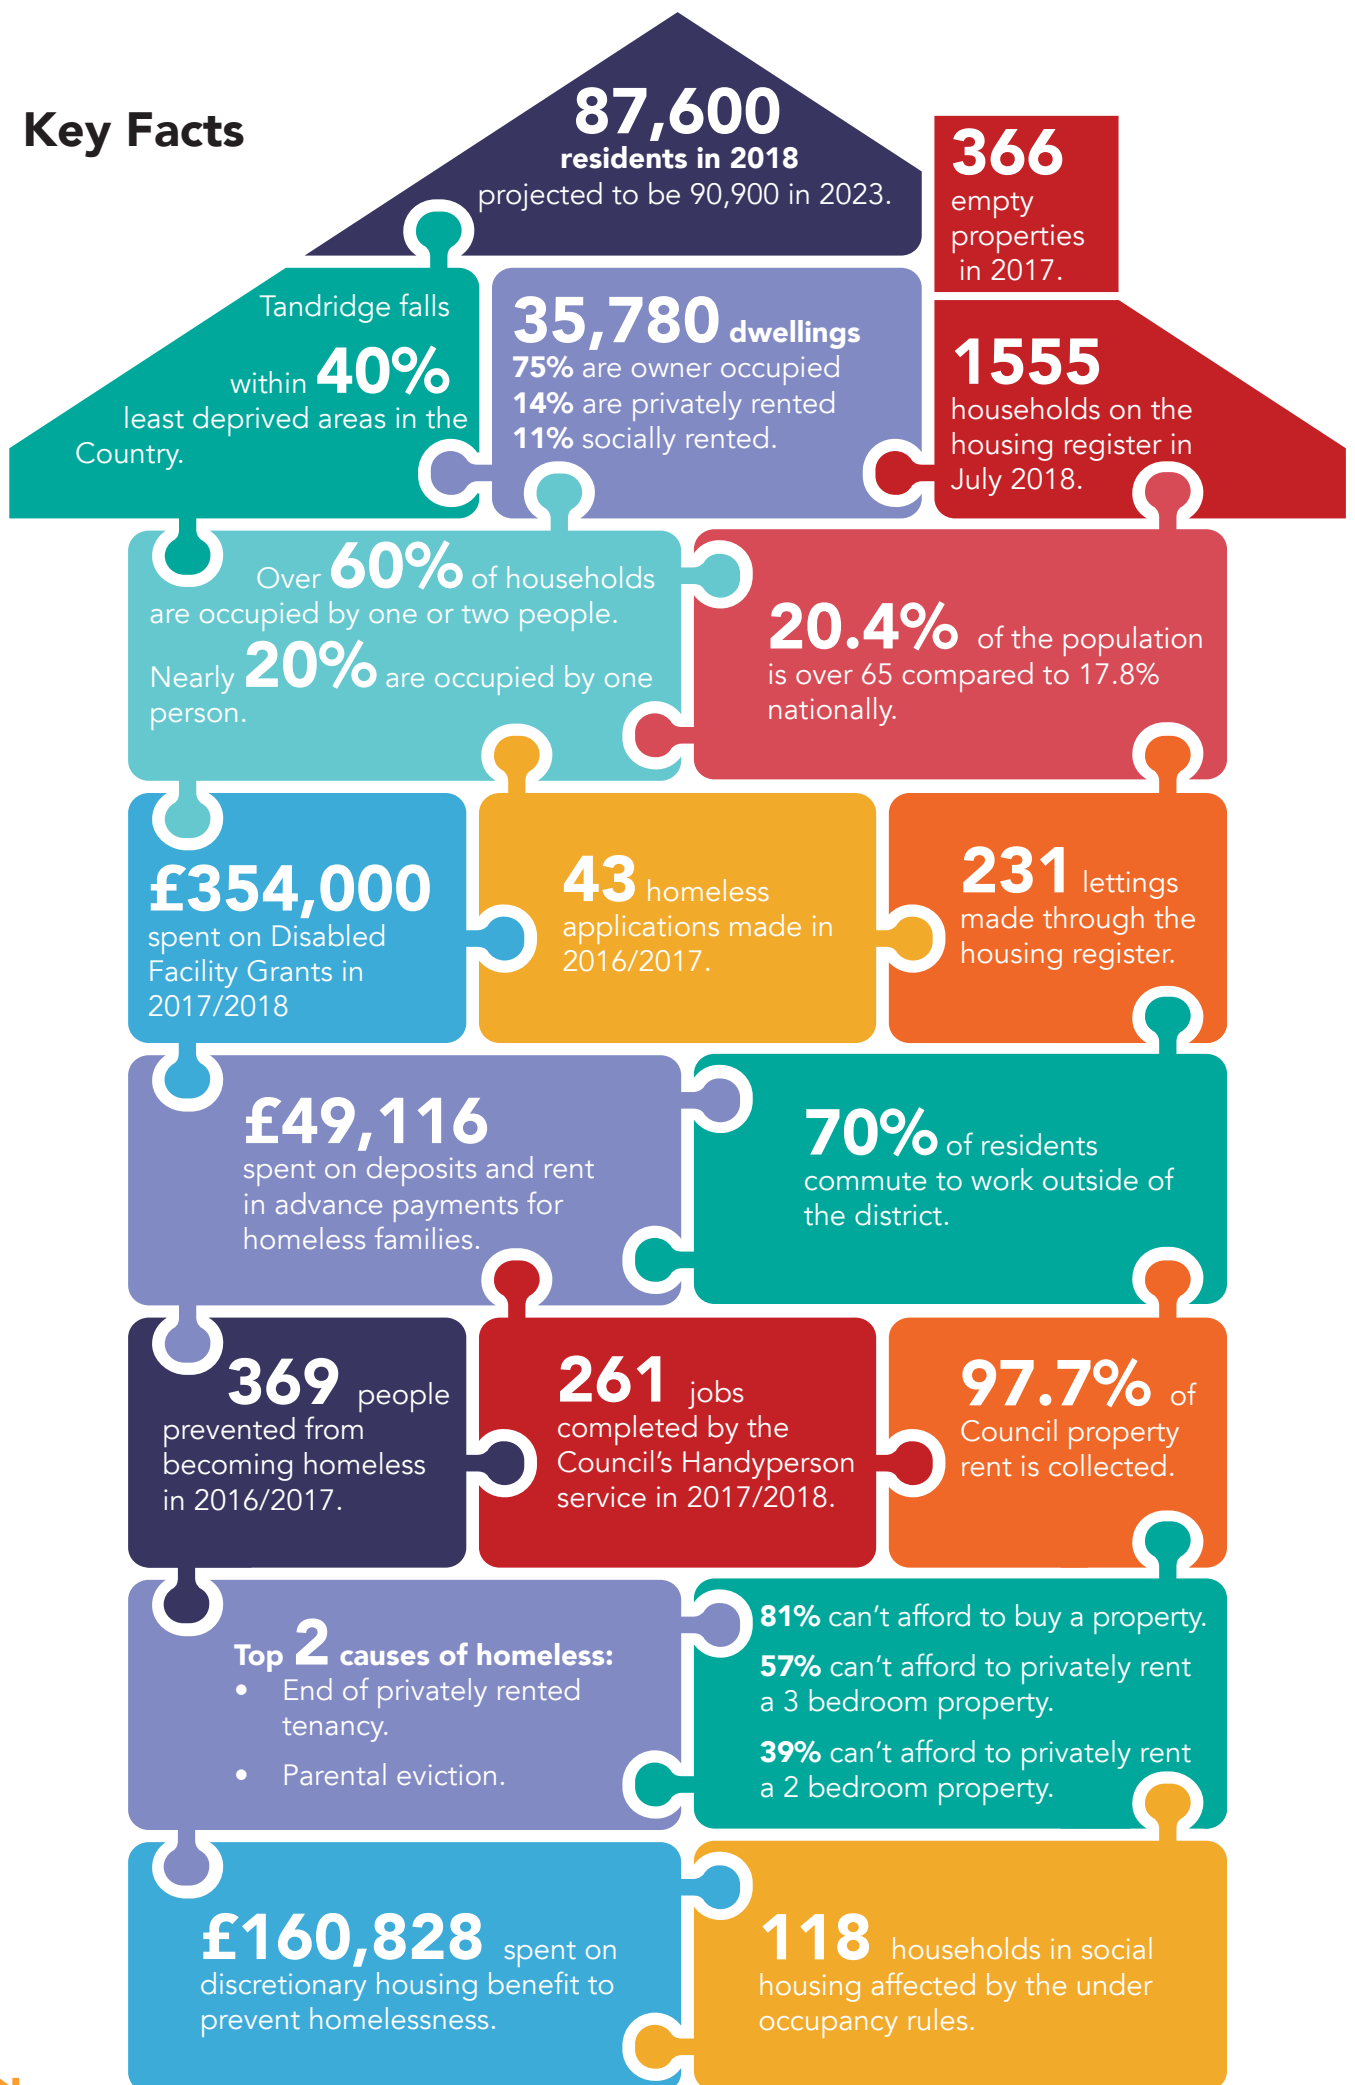 Key Facts
87,600
residents in 2018
projected to be 90,900 in 2023.
366
empty
properties
in 2017.
Tandridge falls
within 40%
least deprived areas in the
Country.
35,780 dwellings
75% are owner occupied
14% are privately rented
11% socially rented.
1555
households on the
housing register in
July 2018.
Over 60% of households
are occupied by one or two people.
Nearly 20% are occupied by one
person.
20.4% of the population
is over 65 compared to 17.8%
nationally.
£354,000
spent on Disabled
Facility Grants in
2017/2018
43 homeless
applications made in
2016/2017.
231 lettings
made through the
housing register.
£49,116
spent on deposits and rent
in advance payments for
homeless families.
70% of residents
commute to work outside of
the district.
369 people
prevented from
becoming homeless
in 2016/2017.
261 jobs
completed by the
Council’s Handyperson
service in 2017/2018.
97.7% of
Council property
rent is collected.
Top 2 causes of homeless:
• End of privately rented
tenancy.
• Parental eviction.
81% can’t afford to buy a property.
57% can’t afford to privately rent
a 3 bedroom property.
39% can’t afford to privately rent
a 2 bedroom property.
£160,828 spent on
discretionary housing benefit to
prevent homelessness.
118 households in social
housing affected by the under
occupancy rules.